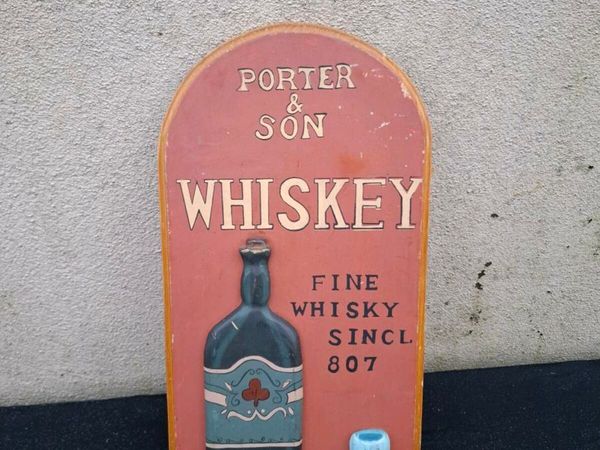 PORTER
&
SON
WHISKEY
FINE
WHISKY
SINCL
807